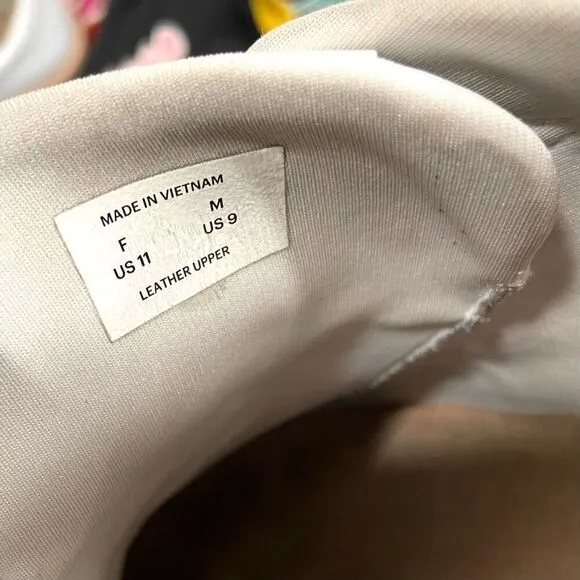 MADE IN VIETNAM
F M
US 11 US 9
LEATHER UPPER